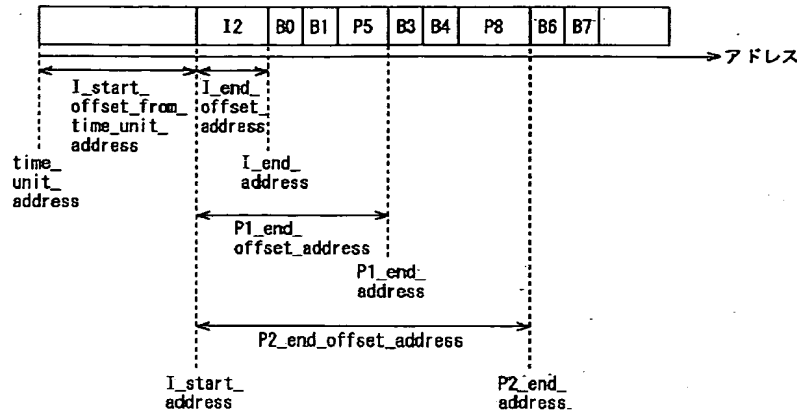 I2 B0 B1 P5 B3 B4 P8 B6 B7
アドレス
I_start_
offset_from_
time_unit_
address
I_end_
offset_
address
time_
unit_
address
I_end_
address
P1_end_
offset_address
P1_end_
address
P2_end_offset_address
I_start_
address
P2_end_
address